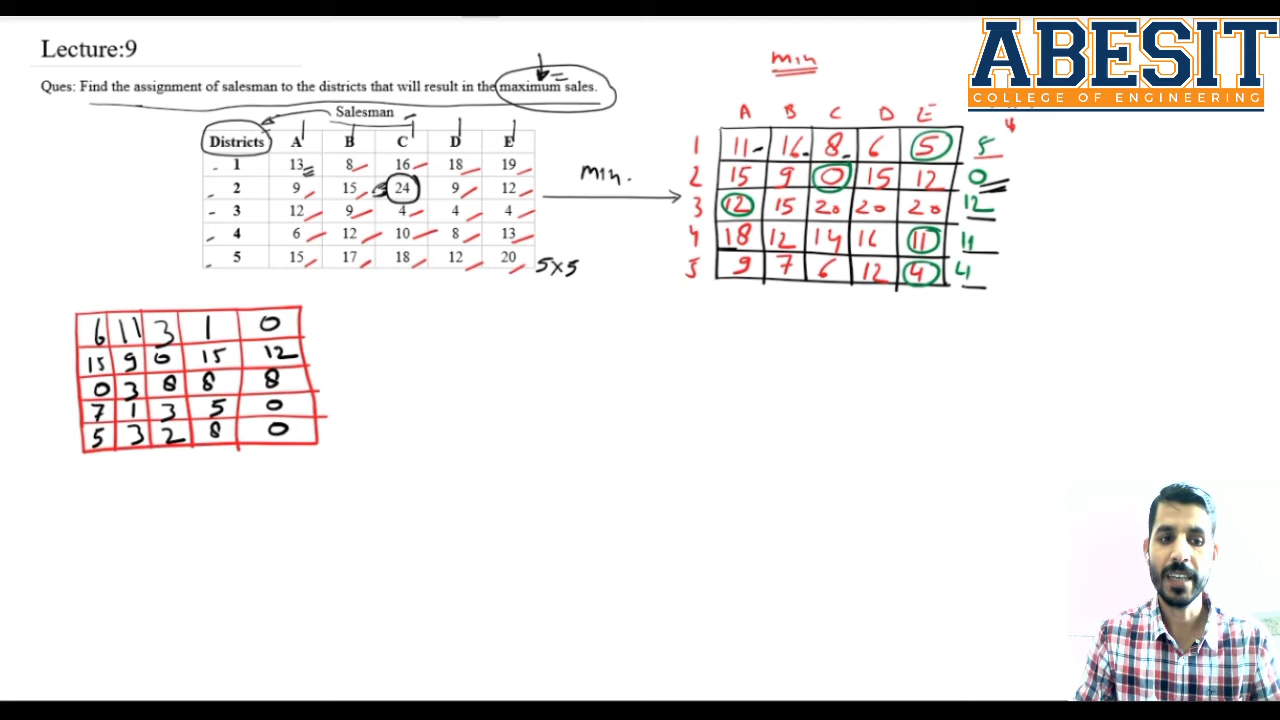 Lecture:9
ABESIT
COLLEGE OF ENGINEERING
Ques: Find the assignment of salesman to the districts that will result in the maximum sales.
min
Salesman
Districts A B C D E
1 13 8 16 18 19
2 9 15 24 9 12
3 12 9 4 4 4
4 6 12 10 8 13
5 15 17 18 12 20
5x5
min.
A B C D E
1 11 16 8 6 5 5
2 15 9 0 15 12 0
3 12 15 20 20 20 12
4 18 12 14 16 11 11
5 9 7 6 12 4 4
6 11 3 1 0
15 9 0 15 12
0 3 8 8 8
7 1 3 5 0
5 3 2 8 0